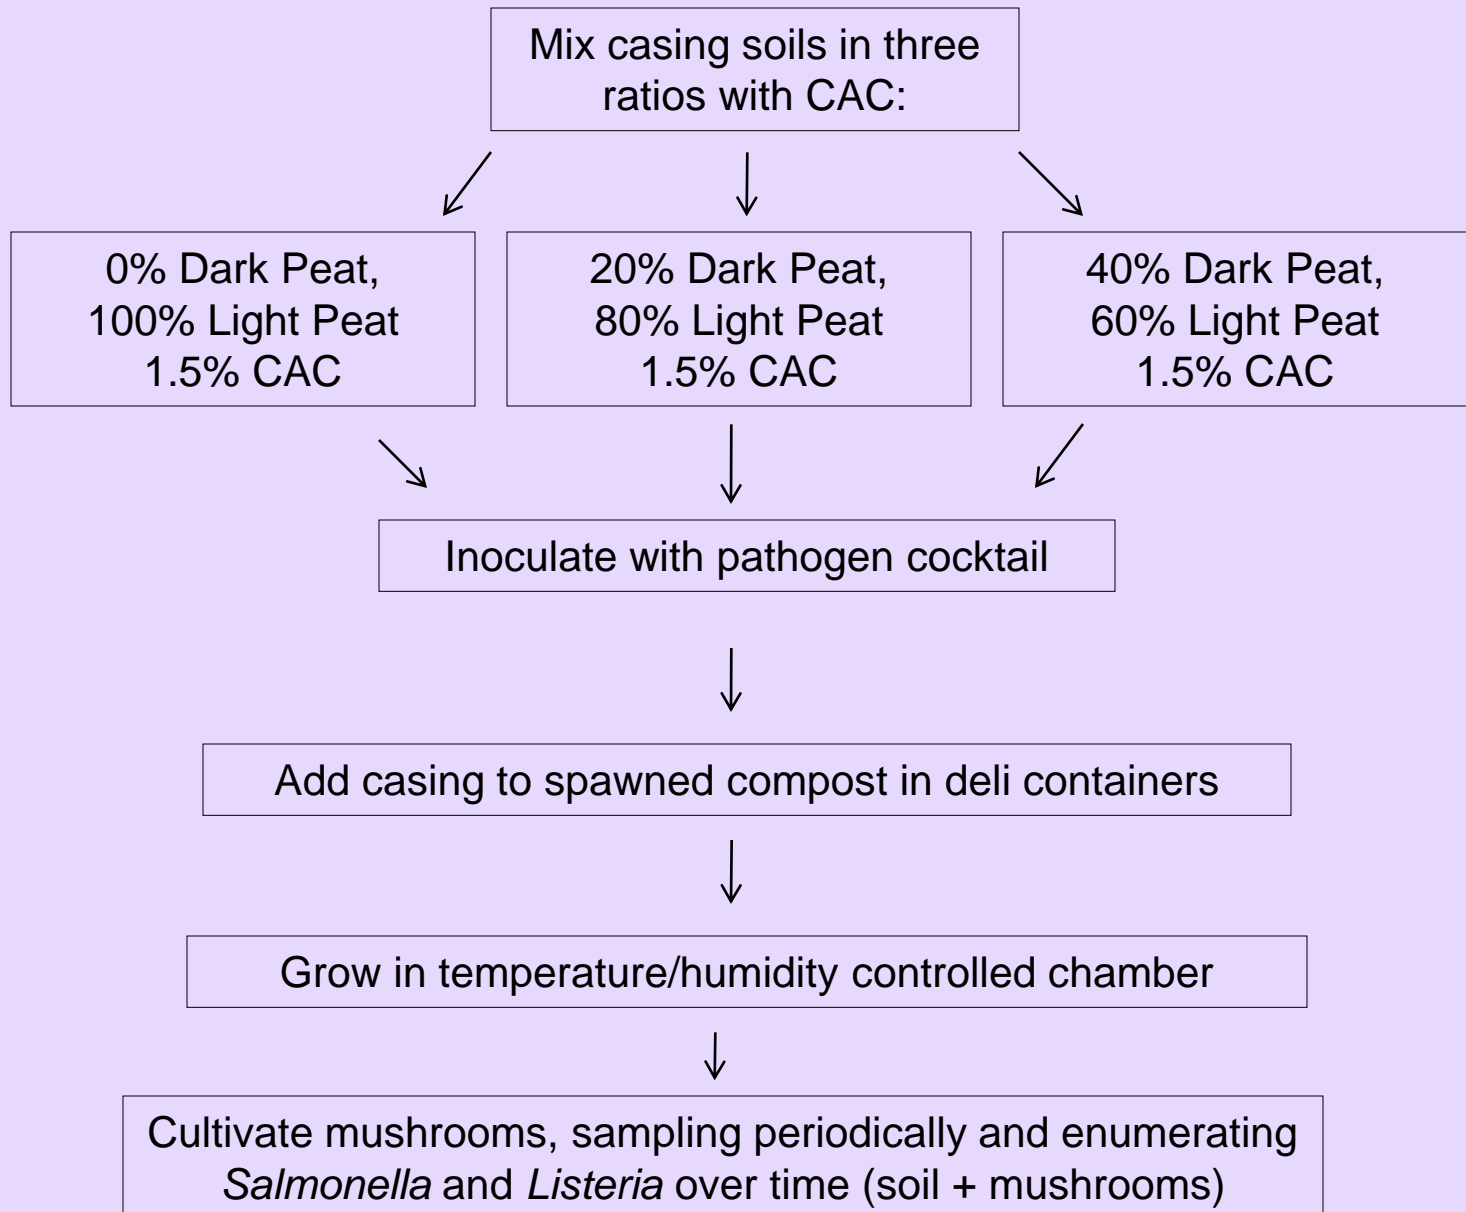 Mix casing soils in three
ratios with CAC:
0% Dark Peat,
100% Light Peat
1.5% CAC
20% Dark Peat,
80% Light Peat
1.5% CAC
40% Dark Peat,
60% Light Peat
1.5% CAC
Inoculate with pathogen cocktail
Add casing to spawned compost in deli containers
Grow in temperature/humidity controlled chamber
Cultivate mushrooms, sampling periodically and enumerating
Salmonella and Listeria over time (soil + mushrooms)